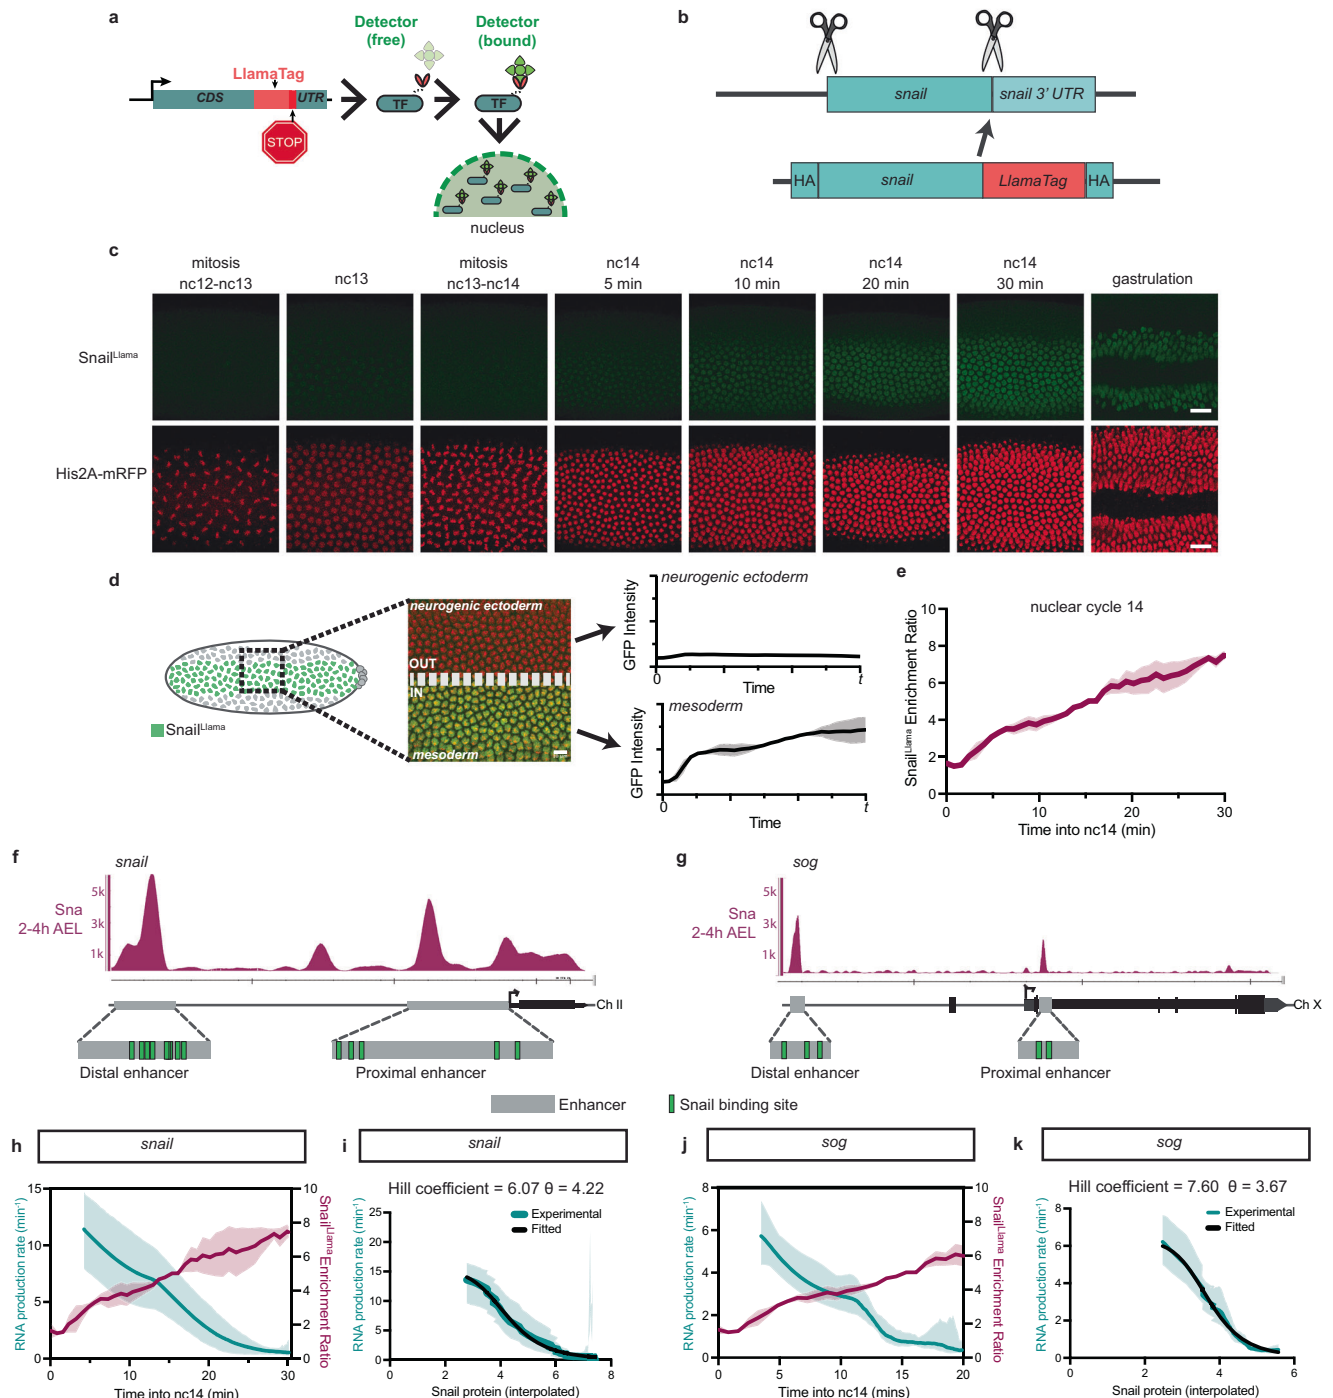 a
Detector
(free)
Detector
(bound)
LlamaTag
CDS
UTR
STOP
TF
TF
nucleus
b
snail
snail 3' UTR
HA
snail
LlamaTag
HA
c
mitosis
nc12-nc13
nc13
mitosis
nc13-nc14
nc14
5 min
nc14
10 min
nc14
20 min
nc14
30 min
gastrulation
Snail^Llama
His2A-mRFP
d
neurogenic ectoderm
OUT
IN
mesoderm
Snail^Llama
neurogenic ectoderm
GFP Intensity
0
Time
t
mesoderm
GFP Intensity
0
Time
t
e
nuclear cycle 14
Snail^Llama Enrichment Ratio
10
8
6
4
2
0
0
10
20
30
Time into nc14 (min)
f
snail
Sna
2-4h AEL
5k
3k
1k
Ch II
Distal enhancer
Proximal enhancer
g
sog
Sna
2-4h AEL
5k
3k
1k
Ch X
Distal enhancer
Proximal enhancer
Enhancer
Snail binding site
h
snail
RNA production rate (min⁻¹)
15
10
5
0
10
8
6
4
2
0
Snail^Llama Enrichment Ratio
0
10
20
30
Time into nc14 (min)
i
snail
Hill coefficient = 6.07 θ = 4.22
Experimental
Fitted
RNA production rate (min⁻¹)
25
20
15
10
5
0
0
2
4
6
8
Snail protein (interpolated)
j
sog
RNA production rate (min⁻¹)
8
6
4
2
0
10
8
6
4
2
0
Snail^Llama Enrichment Ratio
0
5
10
15
20
Time into nc14 (mins)
k
sog
Hill coefficient = 7.60 θ = 3.67
Experimental
Fitted
RNA production rate (min⁻¹)
8
6
4
2
0
0
2
4
6
Snail protein (interpolated)